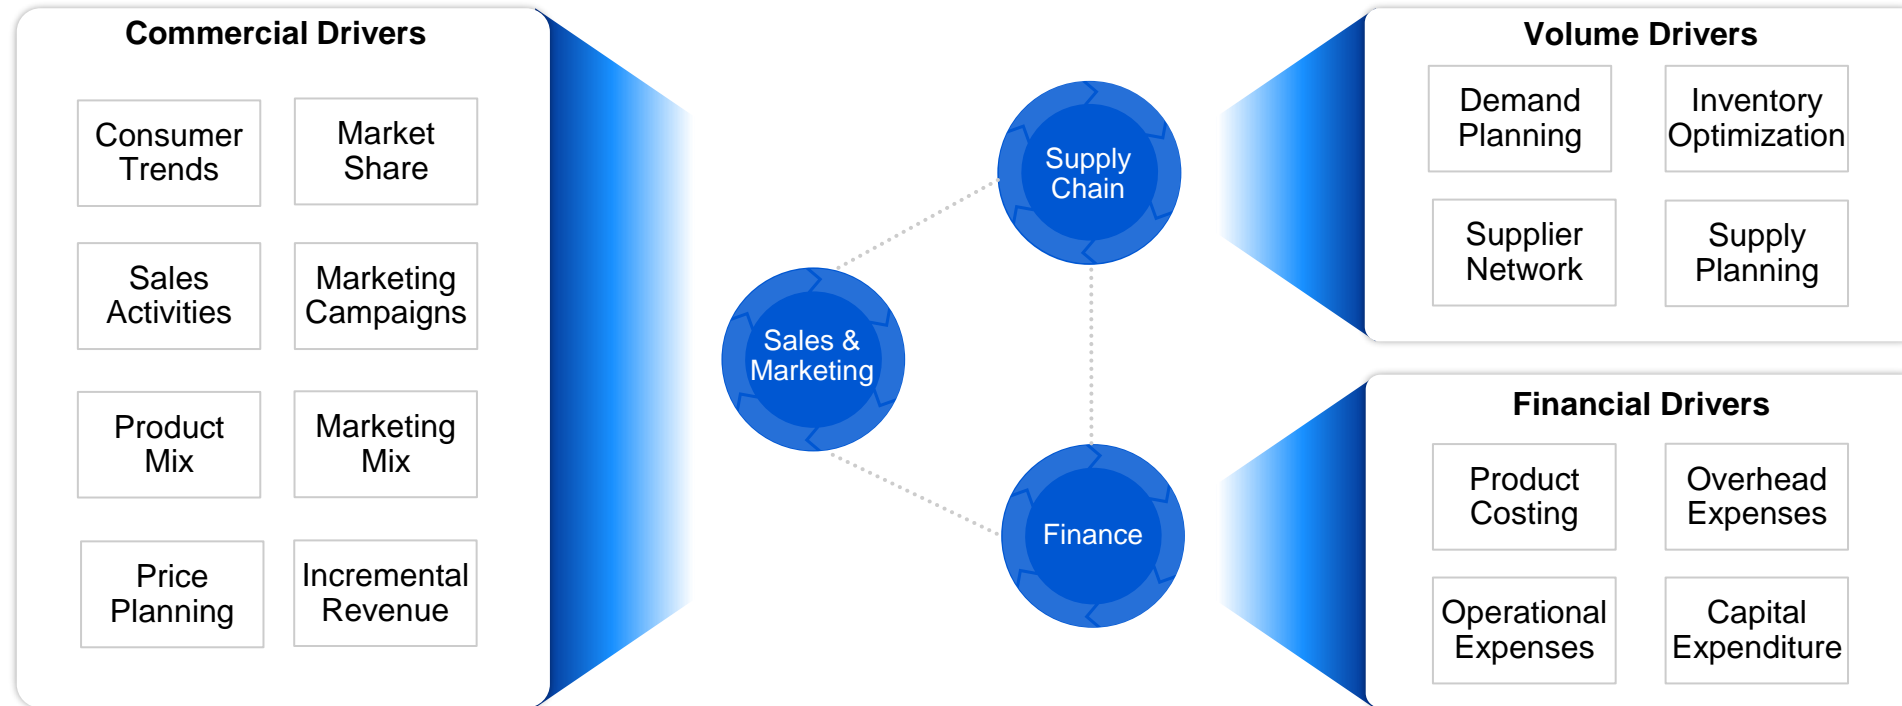 Commercial Drivers
Consumer
Trends
Market
Share
Sales
Activities
Marketing
Campaigns
Product
Mix
Marketing
Mix
Price
Planning
Incremental
Revenue
Supply
Chain
Sales &
Marketing
Finance
Volume Drivers
Demand
Planning
Inventory
Optimization
Supplier
Network
Supply
Planning
Financial Drivers
Product
Costing
Overhead
Expenses
Operational
Expenses
Capital
Expenditure